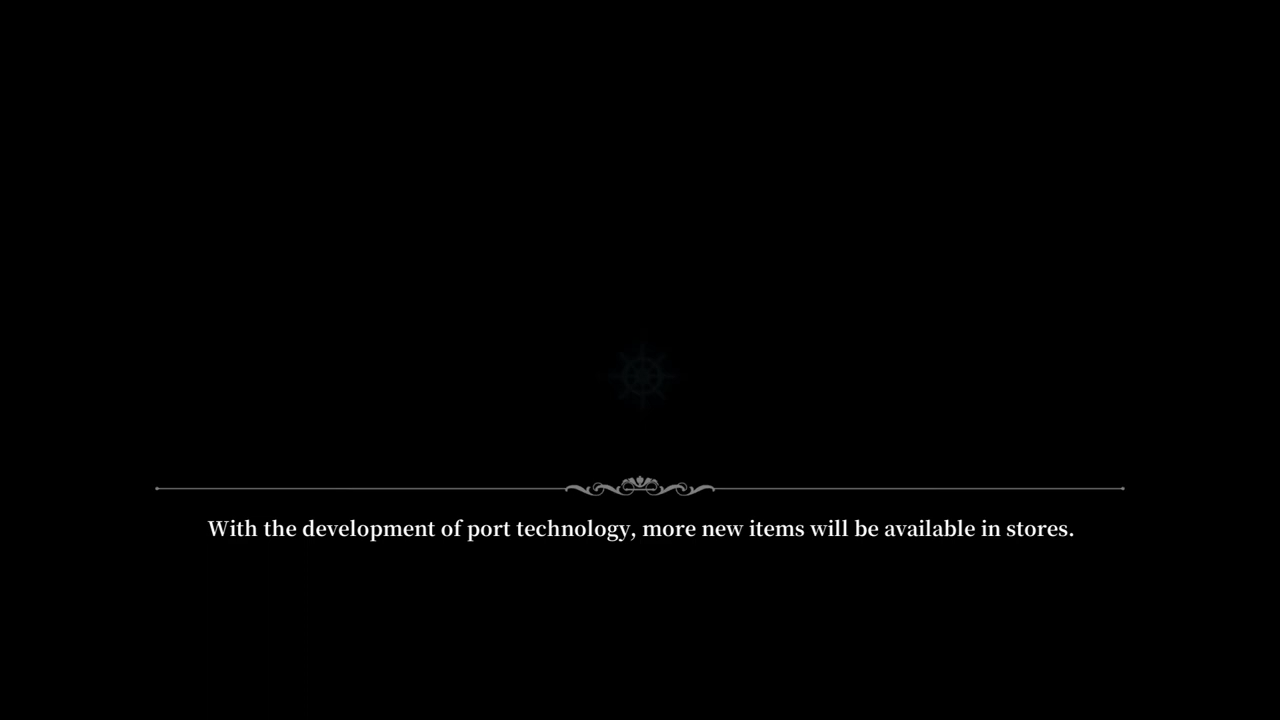 With the development of port technology, more new items will be available in stores.